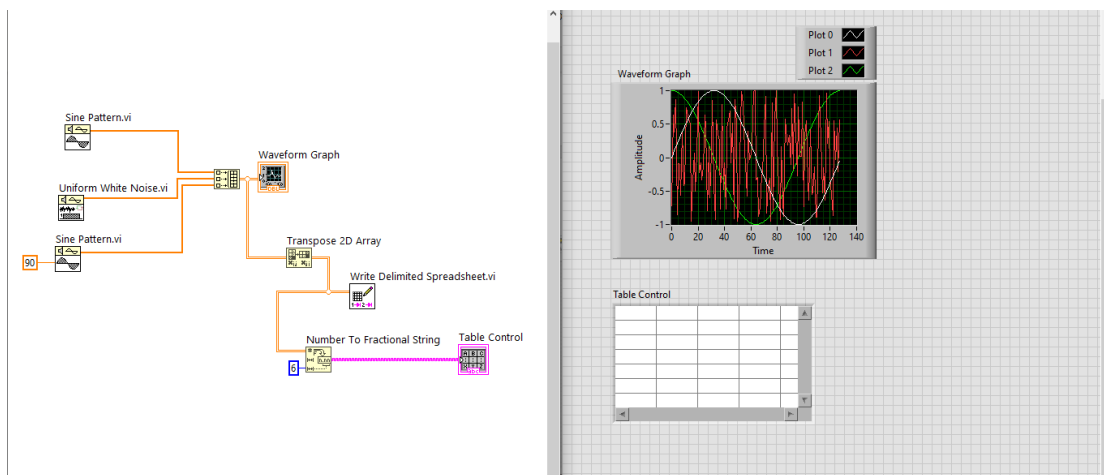 Sine Pattern.vi
Uniform White Noise.vi
Sine Pattern.vi
90
Waveform Graph
Transpose 2D Array
Write Delimited Spreadsheet.vi
Number To Fractional String
6
Table Control
Plot 0
Plot 1
Plot 2
Waveform Graph
Amplitude
1
0.5
0
-0.5
-1
0 20 40 60 80 100 120 140
Time
Table Control